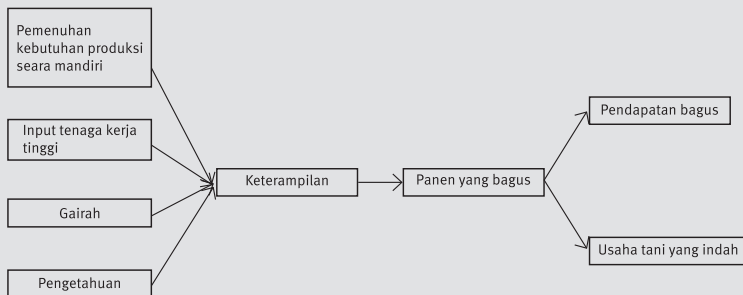 Pemenuhan
kebutuhan produksi
seara mandiri
Input tenaga kerja
tinggi
Gairah
Pengetahuan
Keterampilan
Panen yang bagus
Pendapatan bagus
Usaha tani yang indah